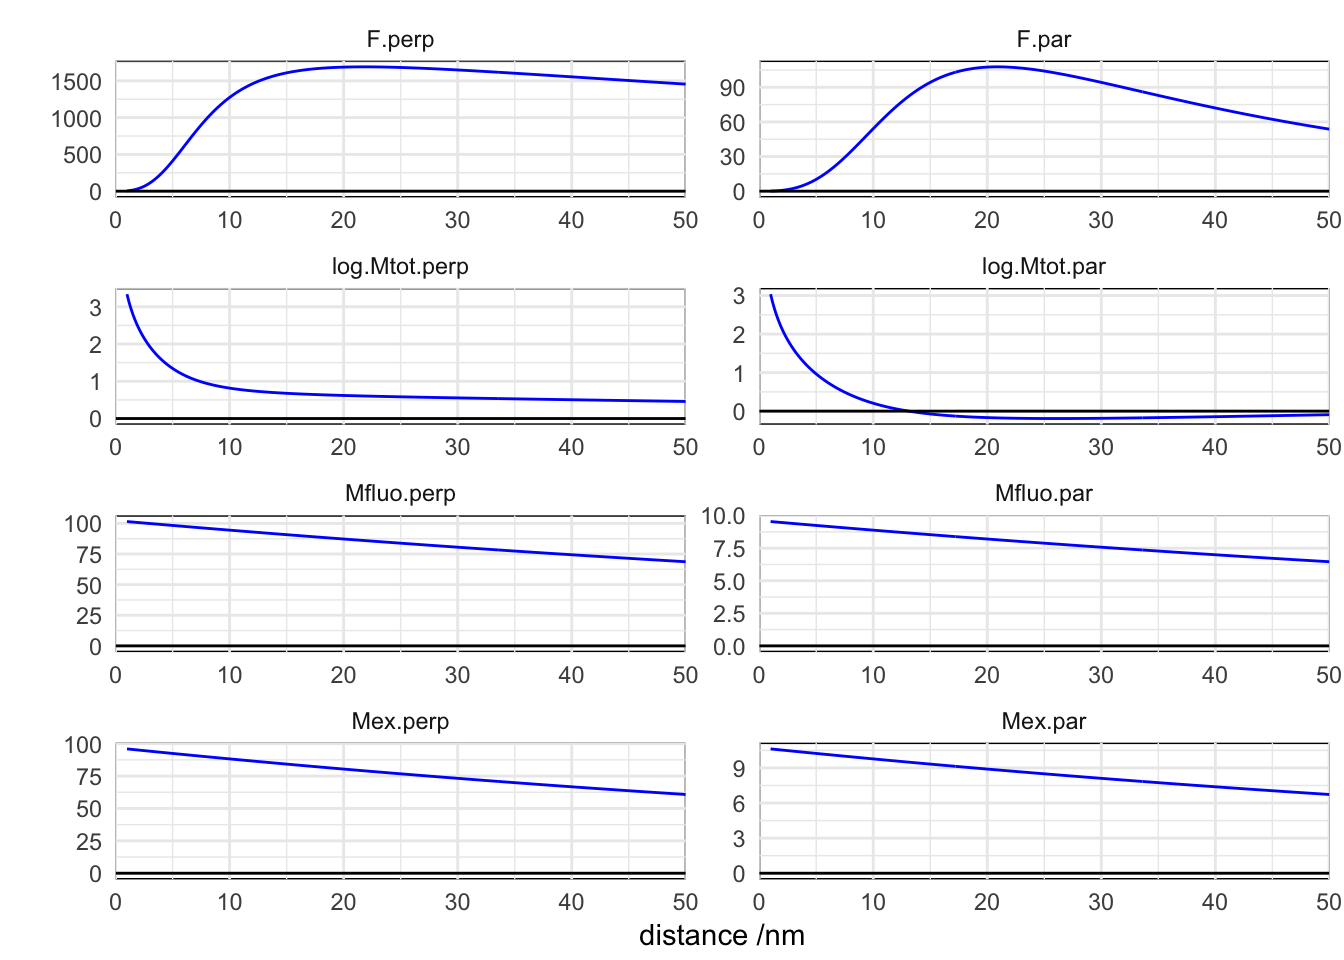 F.perp F.par
1500 90
1000 60
500 30
0 0
0 10 20 30 40 50 0 10 20 30 40 50
log.Mtot.perp log.Mtot.par
3 3
2 2
1 1
0 0
0 10 20 30 40 50 0 10 20 30 40 50
Mfluo.perp Mfluo.par
100 10.0
75 7.5
50 5.0
25 2.5
0 0.0
0 10 20 30 40 50 0 10 20 30 40 50
Mex.perp Mex.par
100
75 9
50 6
25 3
0 0
0 10 20 30 40 50 0 10 20 30 40 50
distance /nm